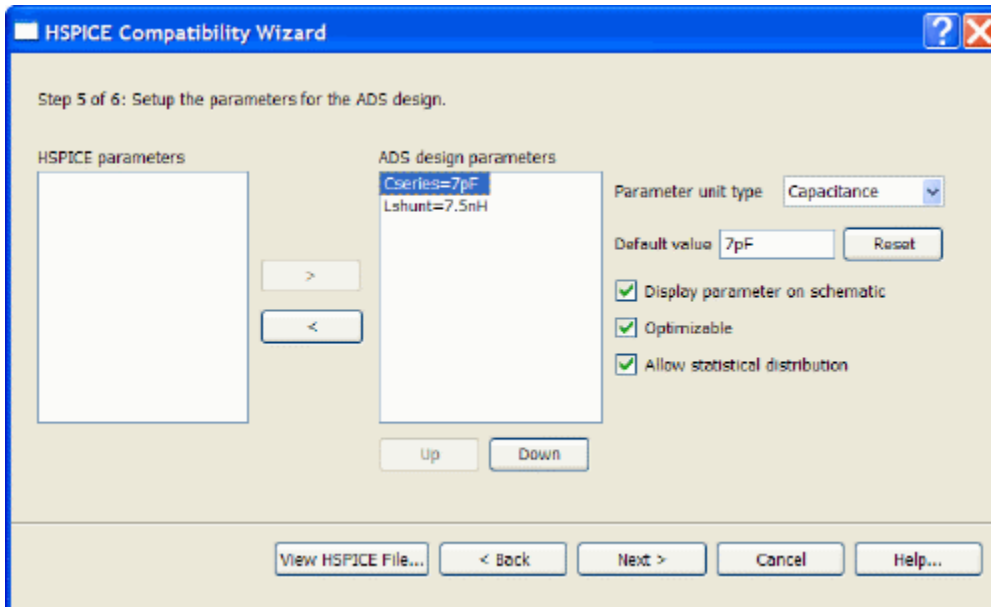 HSPICE Compatibility Wizard
?
Step 5 of 6: Setup the parameters for the ADS design.
HSPICE parameters
ADS design parameters
Cseries=7pF
Lshunt=7.5nH
>
<
Up
Down
Parameter unit type
Capacitance
Default value
7pF
Reset
Display parameter on schematic
Optimizable
Allow statistical distribution
View HSPICE File...
< Back
Next >
Cancel
Help...